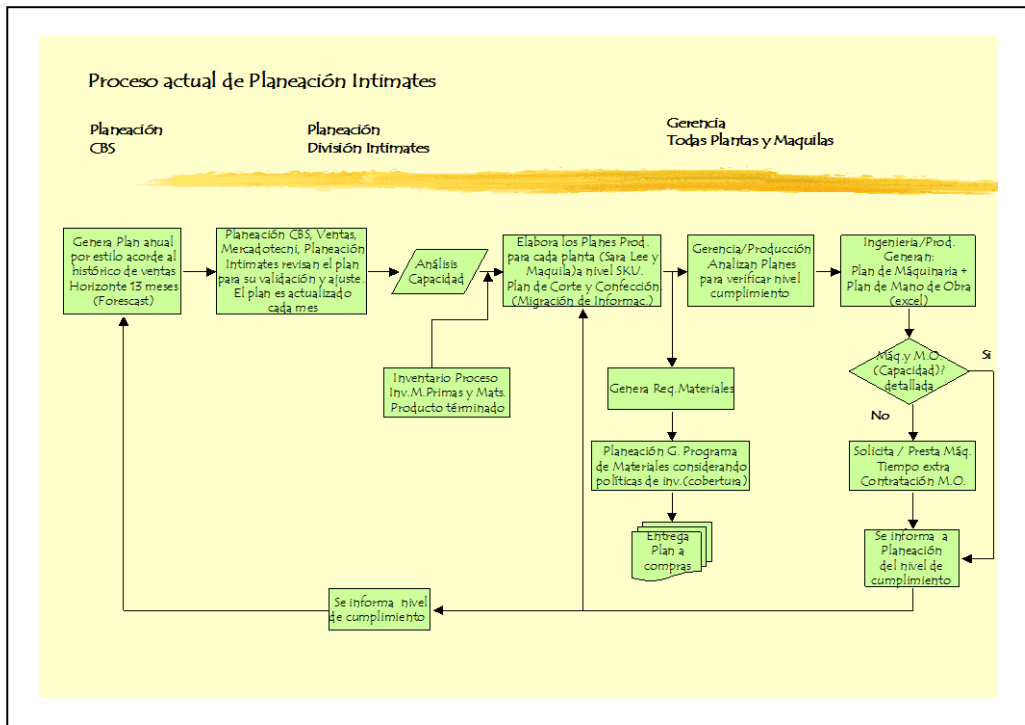 Proceso actual de Planeación Intimates
Planeación
CBS
Planeación
División Intimates
Gerencia
Todas Plantas y Maquilas
Genera Plan anual
por estilo acorde al
histórico de ventas
Horizonte 13 meses
(Forescast)
Planeación CBS, Ventas,
Mercadotecni, Planeación
Intimates revisan el plan
para su validación y ajuste..
El plan es actualizado
cada mes
Análisis
Capacidad
Elabora los Planes Prod.
para cada planta (Sara Lee y
Maquila)a nivel SKU.
Plan de Corte y Confección.
(Migración de Informac.)
Gerencia/Producción
Analizan Planes
para verificar nivel
cumplimiento
Ingeniería/Prod.
Generan:
Plan de Máquinaria +
Plan de Mano de Obra
(excel)
Inventario Proceso
Inv.M.Primas y Mats.
Producto términado
Genera Req.Materiales
Máq.y M.O.
(Capacidad)?
detallada
Si
No
Planeación G. Programa
de Materiales considerando
políticas de inv.(cobertura)
Solicita / Presta Máq.
Tiempo extra
Contratación M.O.
Entrega
Plan a
compras
Se informa a
Planeación
del nivel de
cumplimiento
Se informa nivel
de cumplimiento